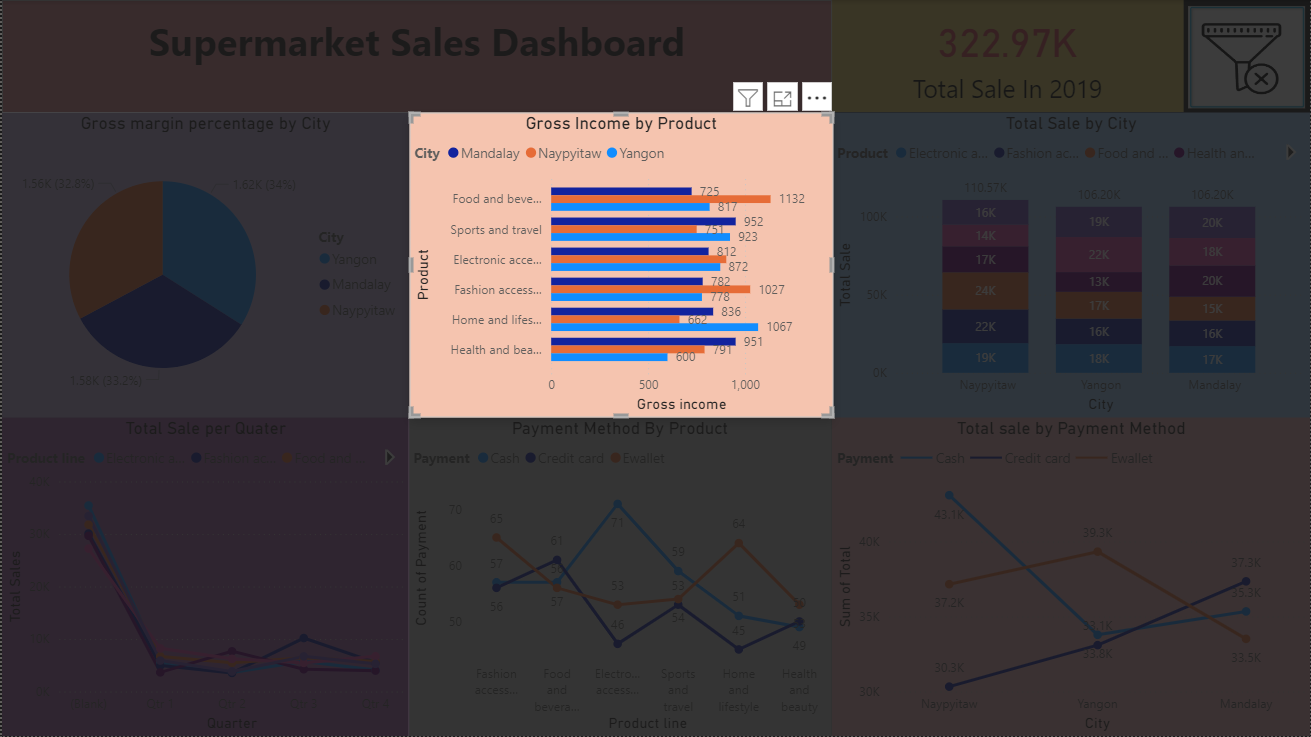 Supermarket Sales Dashboard
322.97K
Total Sale In 2019
Gross margin percentage by City
1.56K (32.8%)
1.62K (34%)
1.58K (33.2%)
City
Yangon
Mandalay
Naypyitaw
Gross Income by Product
City Mandalay Naypyitaw Yangon
Product
Food and beve...
725
1132
817
Sports and travel
952
751
923
Electronic acce...
812
872
Fashion access...
782
1027
778
Home and lifes...
836
662
1067
Health and bea...
951
791
600
0 500 1,000
Gross income
Total Sale by City
Product Electronic a... Fashion ac... Food and ... Health an...
Total Sale
100K
50K
0K
110.57K 106.20K 106.20K
16K 19K 20K
14K 22K 18K
17K 13K 20K
24K 17K 15K
22K 16K 16K
19K 18K 17K
Naypyitaw Yangon Mandalay
City
Total Sale per Quater
Product line Electronic a... Fashion ac... Food and ...
Total Sales
Quarter
Payment Method By Product
Payment Cash Credit card Ewallet
Count of Payment
70
60
50
65
57
56
61
57
71
53
46
59
53
54
64
51
45
49
Fashion access...
Food and bevera...
Electro... access...
Sports and travel
Home and lifestyle
Health and beauty
Product line
Total sale by Payment Method
Payment Cash Credit card Ewallet
Sum of Total
40K
35K
30K
43.1K
37.2K
30.3K
39.3K
33.8K
37.3K
35.3K
33.5K
Naypyitaw Yangon Mandalay
City